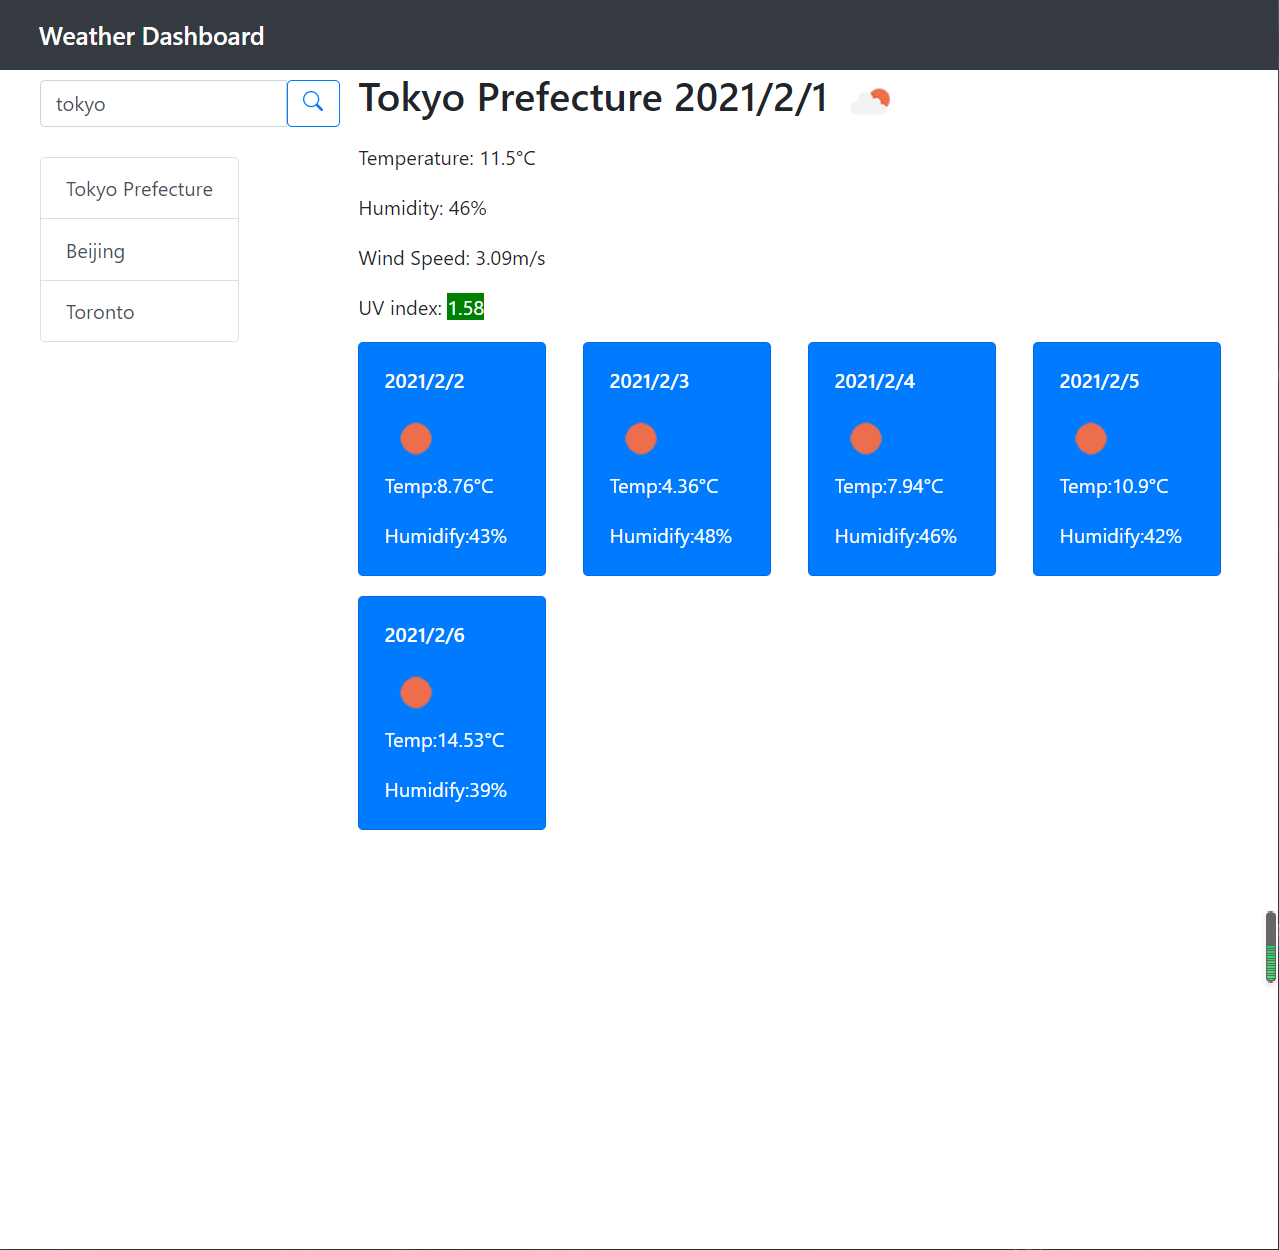 Weather Dashboard
tokyo
Tokyo Prefecture
Beijing
Toronto
Tokyo Prefecture 2021/2/1
Temperature: 11.5°C
Humidity: 46%
Wind Speed: 3.09m/s
UV index: 1.58
2021/2/2
Temp:8.76°C
Humidify:43%
2021/2/3
Temp:4.36°C
Humidify:48%
2021/2/4
Temp:7.94°C
Humidify:46%
2021/2/5
Temp:10.9°C
Humidify:42%
2021/2/6
Temp:14.53°C
Humidify:39%